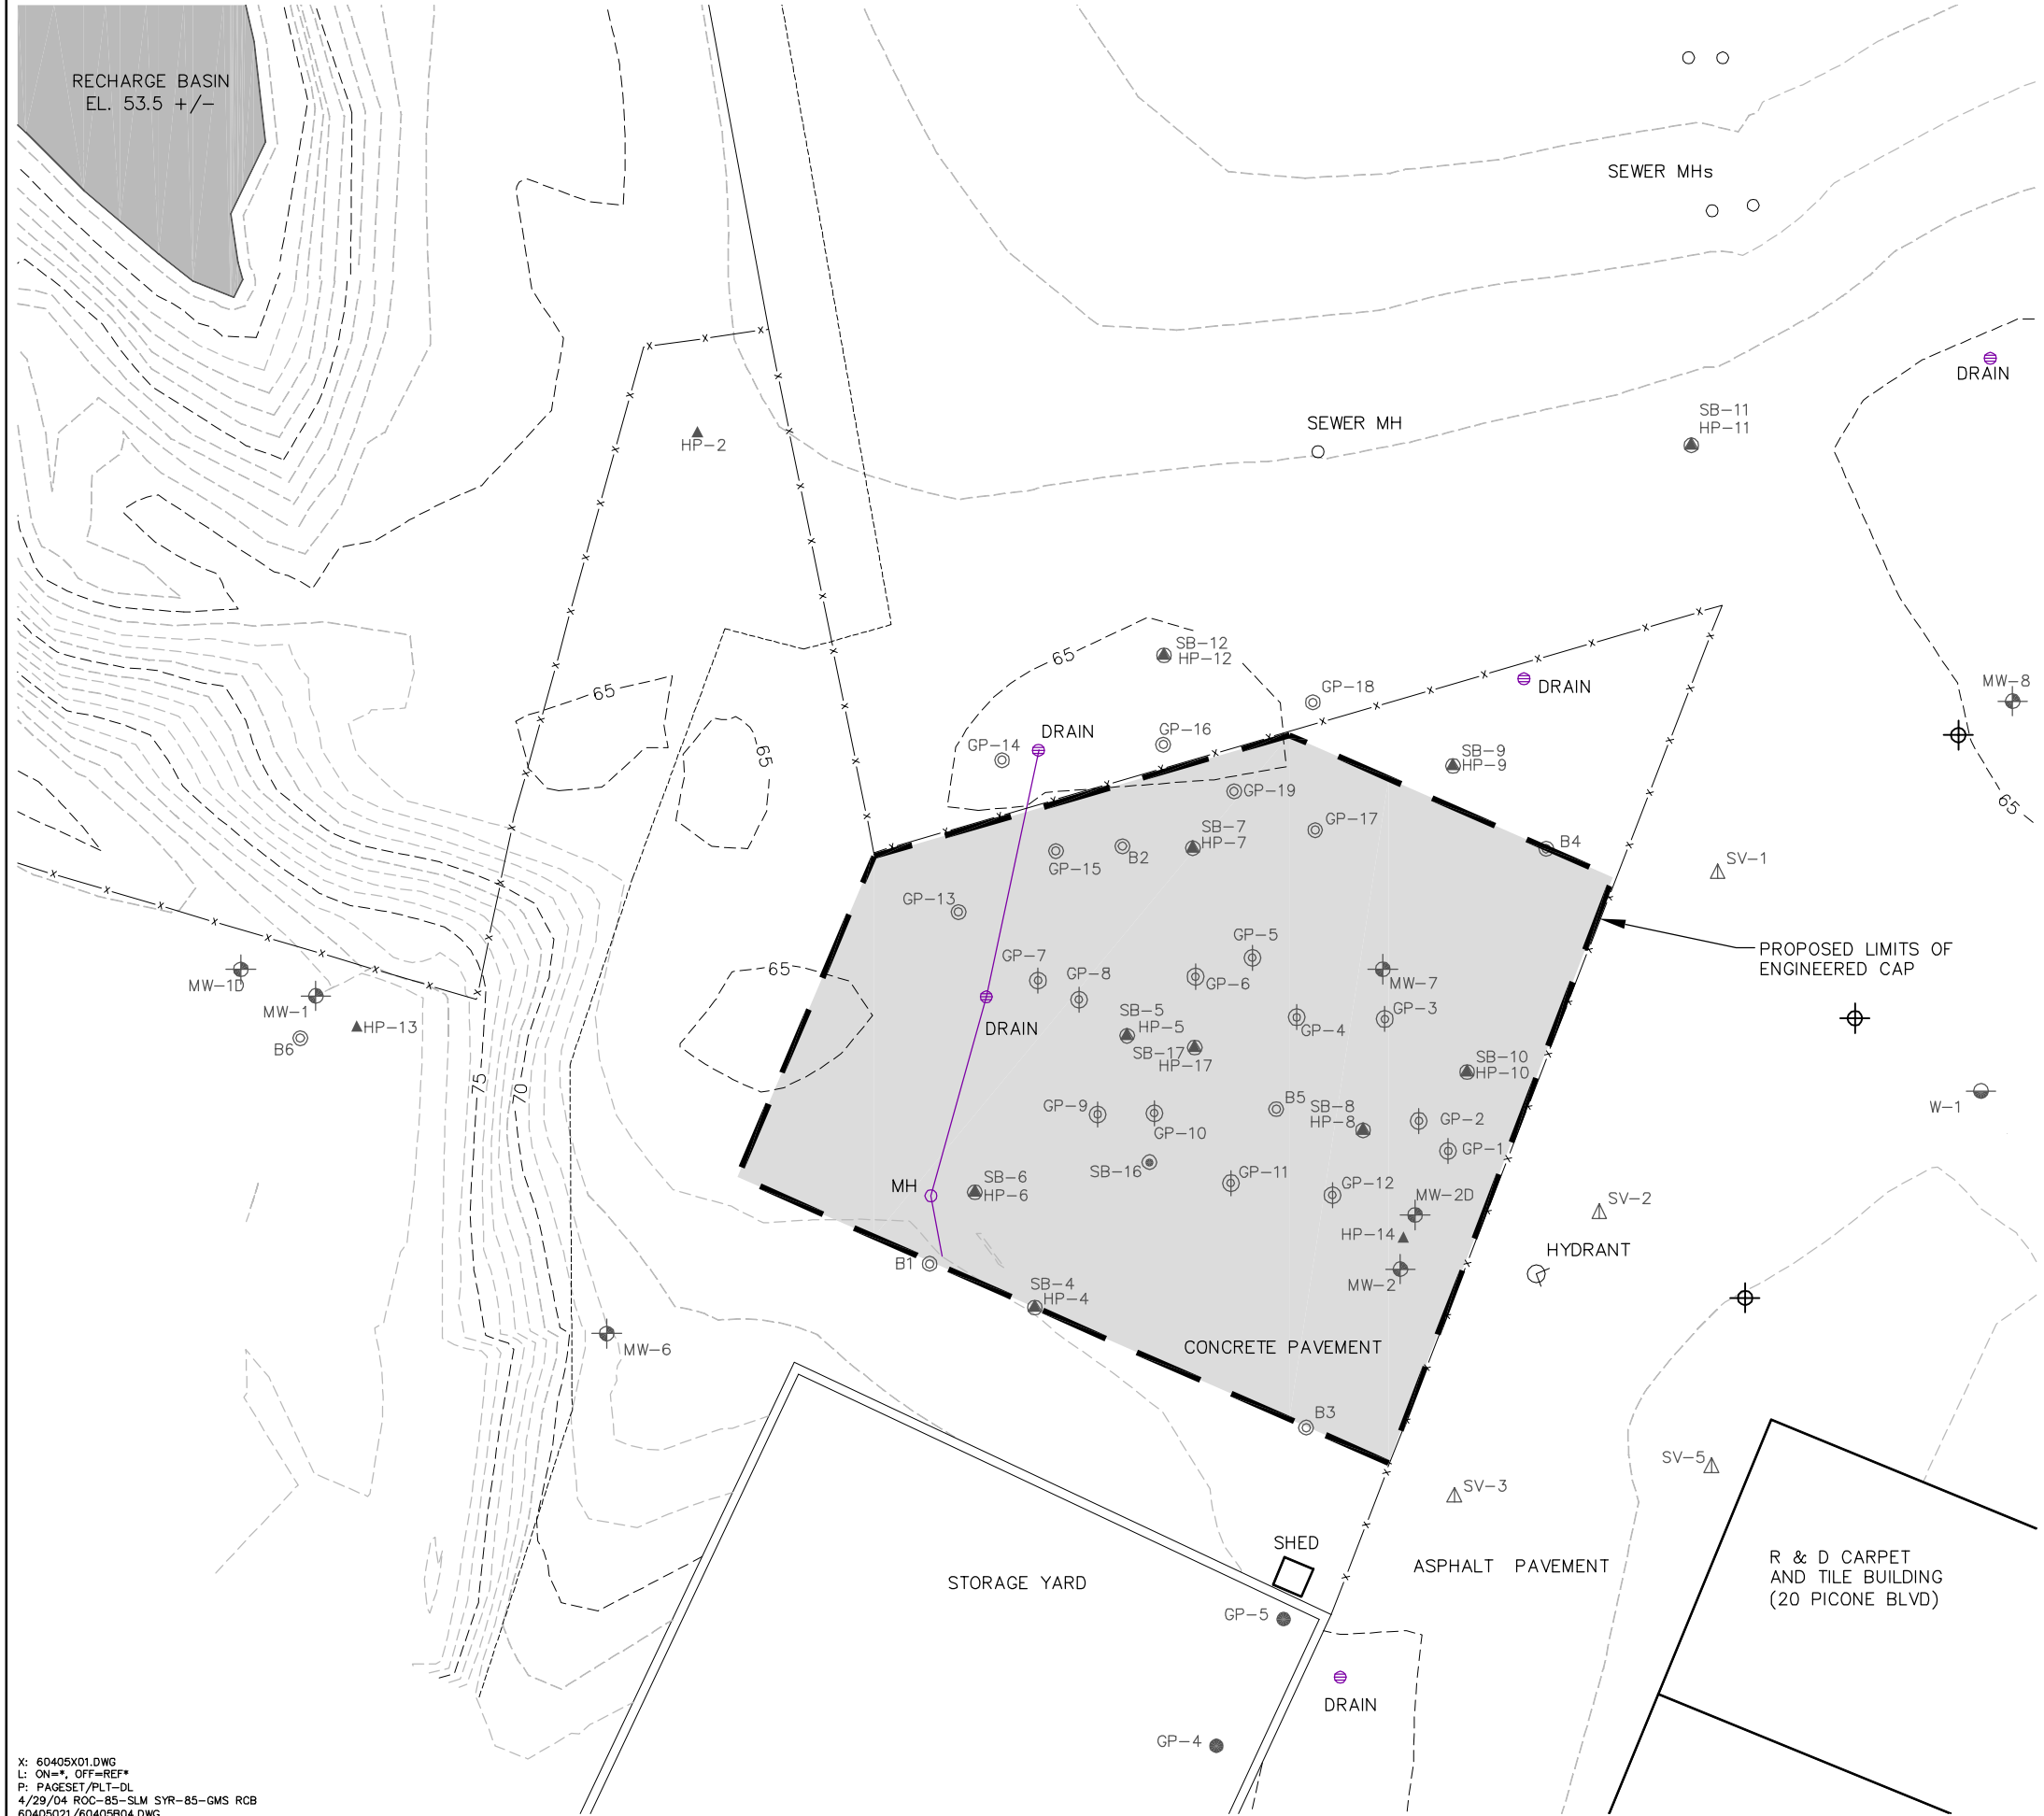 RECHARGE BASIN
EL. 53.5 +/-
SEWER MHs
DRAIN
SB-11
HP-11
SEWER MH
HP-2
SB-12
HP-12
65
65
65
GP-18
DRAIN
MW-8
DRAIN
GP-14
GP-16
SB-9
HP-9
65
GP-19
GP-17
SB-7
HP-7
B2
GP-15
B4
SV-1
GP-13
GP-5
PROPOSED LIMITS OF
ENGINEERED CAP
GP-7
GP-8
GP-6
MW-7
65
MW-1D
MW-1
HP-13
B6
DRAIN
SB-5
HP-5
SB-17
HP-17
GP-4
GP-3
SB-10
HP-10
75
70
GP-9
GP-10
B5
SB-8
HP-8
GP-2
GP-1
W-1
SB-16
GP-11
GP-12
MW-2D
SV-2
MH
SB-6
HP-6
HP-14
HYDRANT
B1
SB-4
HP-4
MW-2
MW-6
CONCRETE PAVEMENT
B3
SV-5
SV-3
SHED
ASPHALT PAVEMENT
STORAGE YARD
R & D CARPET
AND TILE BUILDING
(20 PICONE BLVD)
GP-5
DRAIN
GP-4
X: 60405X01.DWG
L: ON=*, OFF=REF*
P: PAGESET/PLT-DL
4/29/04 ROC-85-SLM SYR-85-GMS RCB
60405021/60405B04.DWG